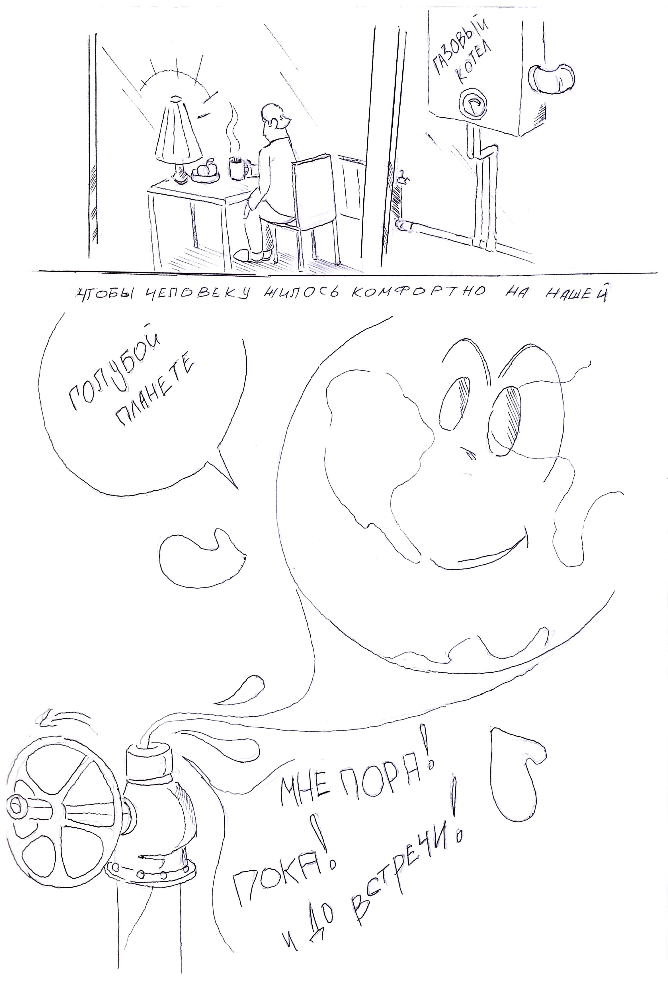 ГАЗОВЫЙ
КОТЕЛ
ЧТОБЫ ЧЕЛОВЕКУ ЖИЛОСЬ КОМФОРТНО НА НАШЕЙ
ГОЛУБОЙ
ПЛАНЕТЕ
МНЕ ПОРА!
ПОКА!
И ДО ВСТРЕЧИ!